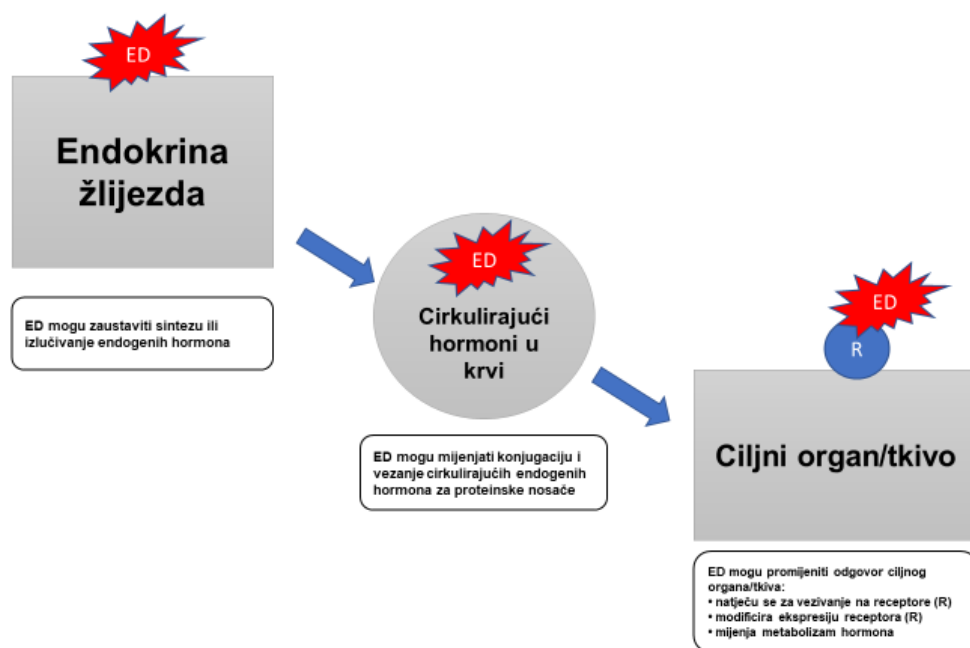 ED
Endokrina
žlijezda
ED mogu zaustaviti sintezu ili
izlučivanje endogenih hormona
ED
Cirkulirajući
hormoni u
krvi
ED mogu mijenjati konjugaciju i
vezanje cirkulirajućih endogenih
hormona za proteinske nosače
ED
R
Ciljni organ/tkivo
ED mogu promijeniti odgovor ciljnog
organa/tkiva:
• natječu se za vezivanje na receptore (R)
• modificira ekspresiju receptora (R)
• mijenja metabolizam hormona